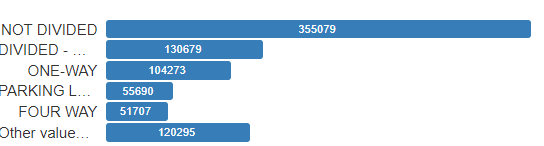 NOT DIVIDED 355079
DIVIDED - ... 130679
ONE-WAY 104273
PARKING L... 55690
FOUR WAY 51707
Other value... 120295